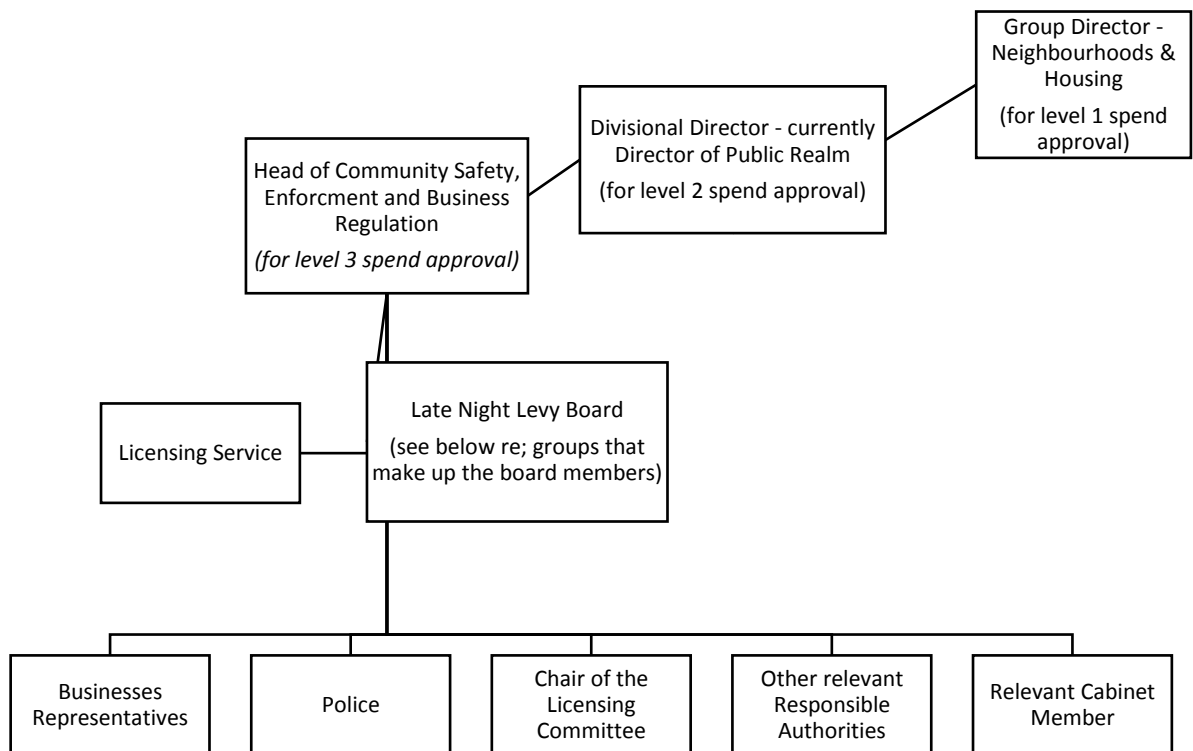 Group Director -
Neighbourhoods &
Housing
(for level 1 spend
approval)
Divisional Director - currently
Director of Public Realm
(for level 2 spend approval)
Head of Community Safety,
Enforcment and Business
Regulation
(for level 3 spend approval)
Late Night Levy Board
(see below re; groups that
make up the board members)
Licensing Service
Businesses
Representatives
Police
Chair of the
Licensing
Committee
Other relevant
Responsible
Authorities
Relevant Cabinet
Member